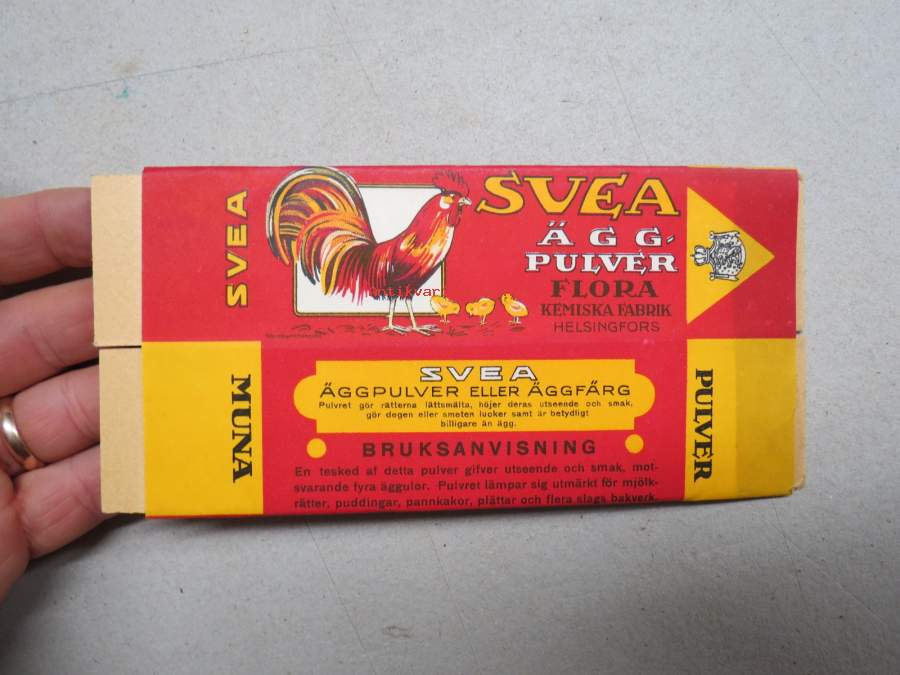 SVEA
SVEA
ÄGG-
PULVER
FLORA
KEMISKA FABRIK
HELSINGFORS
antikvari
MUNA
SVEA
ÄGGPULVER ELLER ÄGGFÄRG
Pulvret gör rätterna lättsmälta, höjer deras utseende och smak,
gör degen eller smeten lucker samt är betydligt
billigare än ägg.
BRUKSANVISNING
En tesked af detta pulver gifver utseende och smak, mot-
svarande fyra äggulor. Pulvret lämpar sig utmärkt för mjölk-
rätter, puddingar, pannkakor, plättar och flera slags bakverk.
PULVER